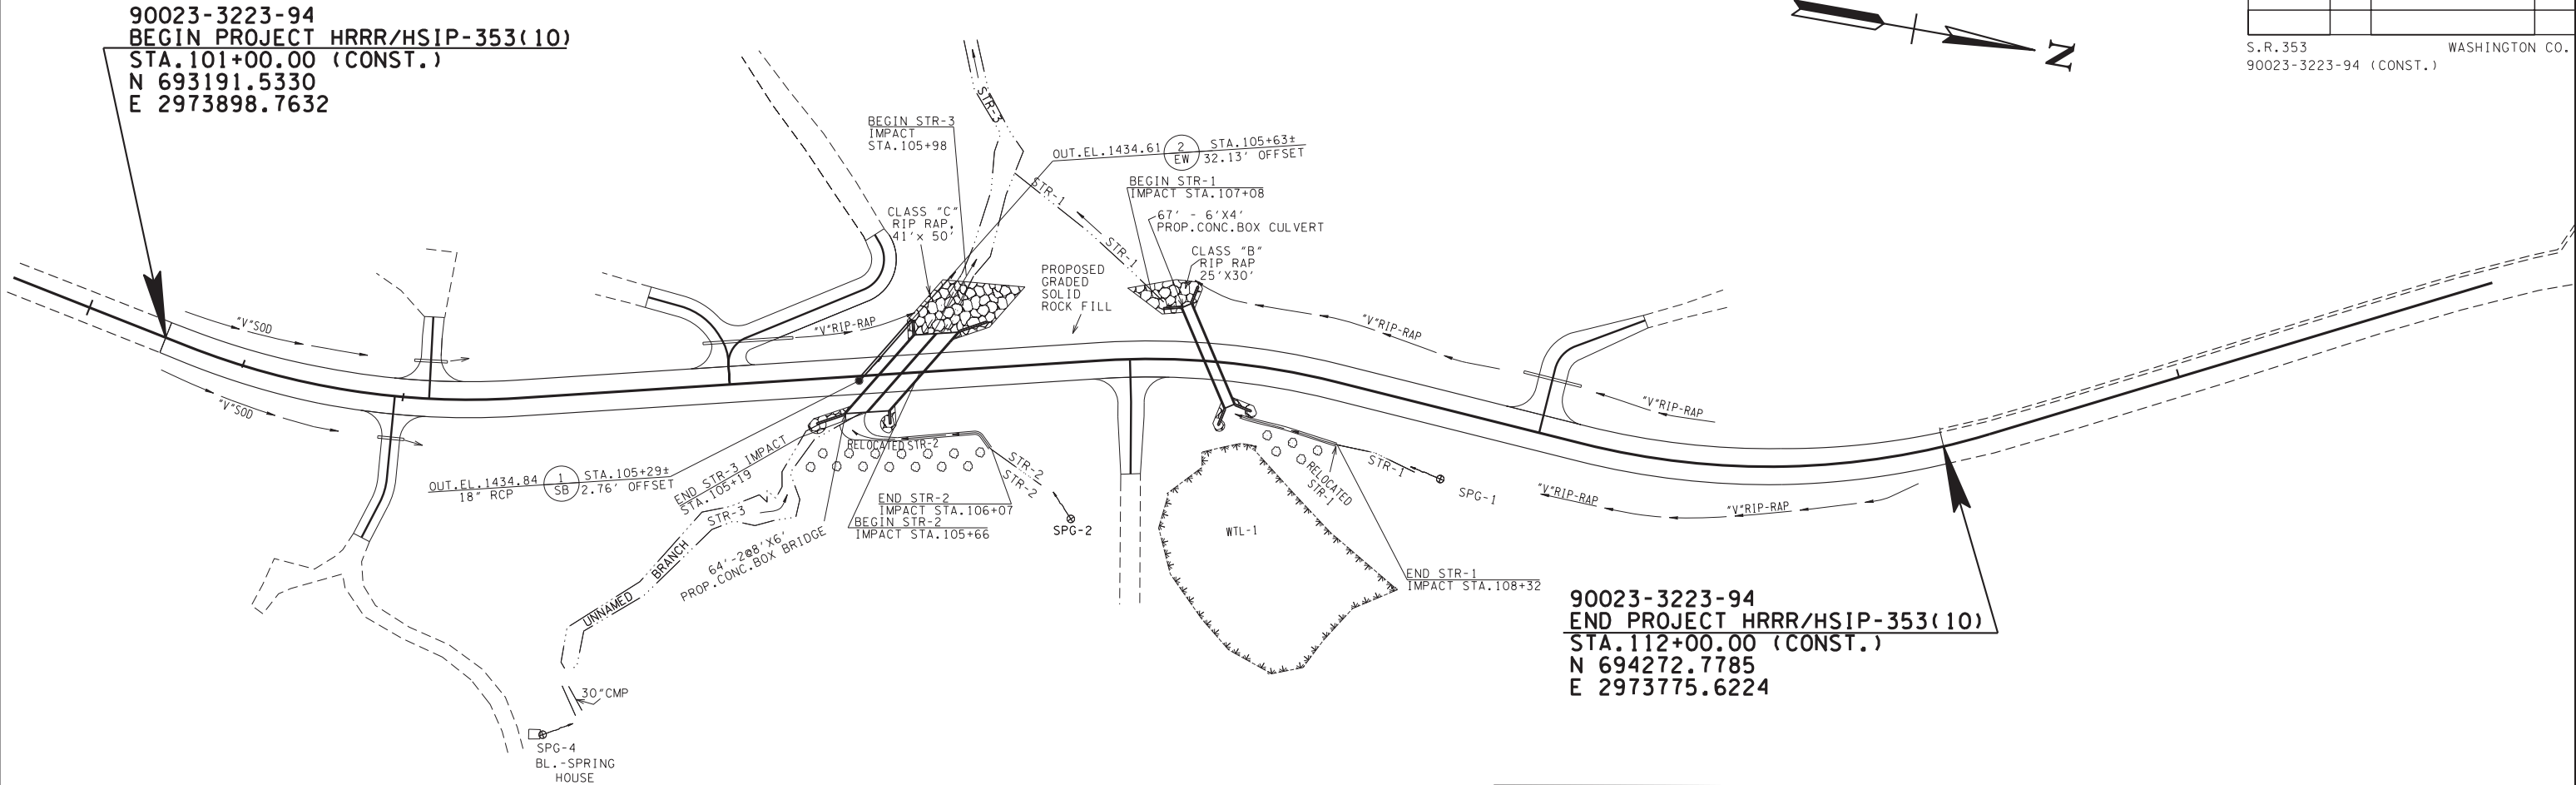 90023-3223-94
BEGIN PROJECT HRRR/HSIP-353(10)
STA.101+00.00 (CONST.)
N 693191.5330
E 2973898.7632
N
S.R.353 WASHINGTON CO.
90023-3223-94 (CONST.)
STR-3
BEGIN STR-3
IMPACT
STA.105+98
OUT.EL.1434.61
2
EW
STA.105+63±
32.13' OFFSET
STR-1
STR-1
BEGIN STR-1
IMPACT STA.107+08
67' - 6'X4'
PROP.CONC.BOX CULVERT
CLASS "C"
RIP RAP,
41'x 50'
CLASS "B"
RIP RAP
25'X30'
PROPOSED
GRADED
SOLID
ROCK FILL
"V"SOD
"V"RIP-RAP
"V"RIP-RAP
"V"SOD
"V"RIP-RAP
RELOCATED STR-2
STR-2
STR-2
OUT.EL.1434.84
18" RCP
1
SB
STA.105+29±
2.76' OFFSET
END STR-3 IMPACT
STA.105+19
STR-3
END STR-2
IMPACT STA.106+07
BEGIN STR-2
IMPACT STA.105+66
SPG-2
RELOCATED
STR-1
STR-1
SPG-1
"V"RIP-RAP
"V"RIP-RAP
WTL-1
64'-2@8'X6'
PROP.CONC.BOX BRIDGE
UNNAMED BRANCH
END STR-1
IMPACT STA.108+32
90023-3223-94
END PROJECT HRRR/HSIP-353(10)
STA.112+00.00 (CONST.)
N 694272.7785
E 2973775.6224
30"CMP
SPG-4
BL.-SPRING
HOUSE